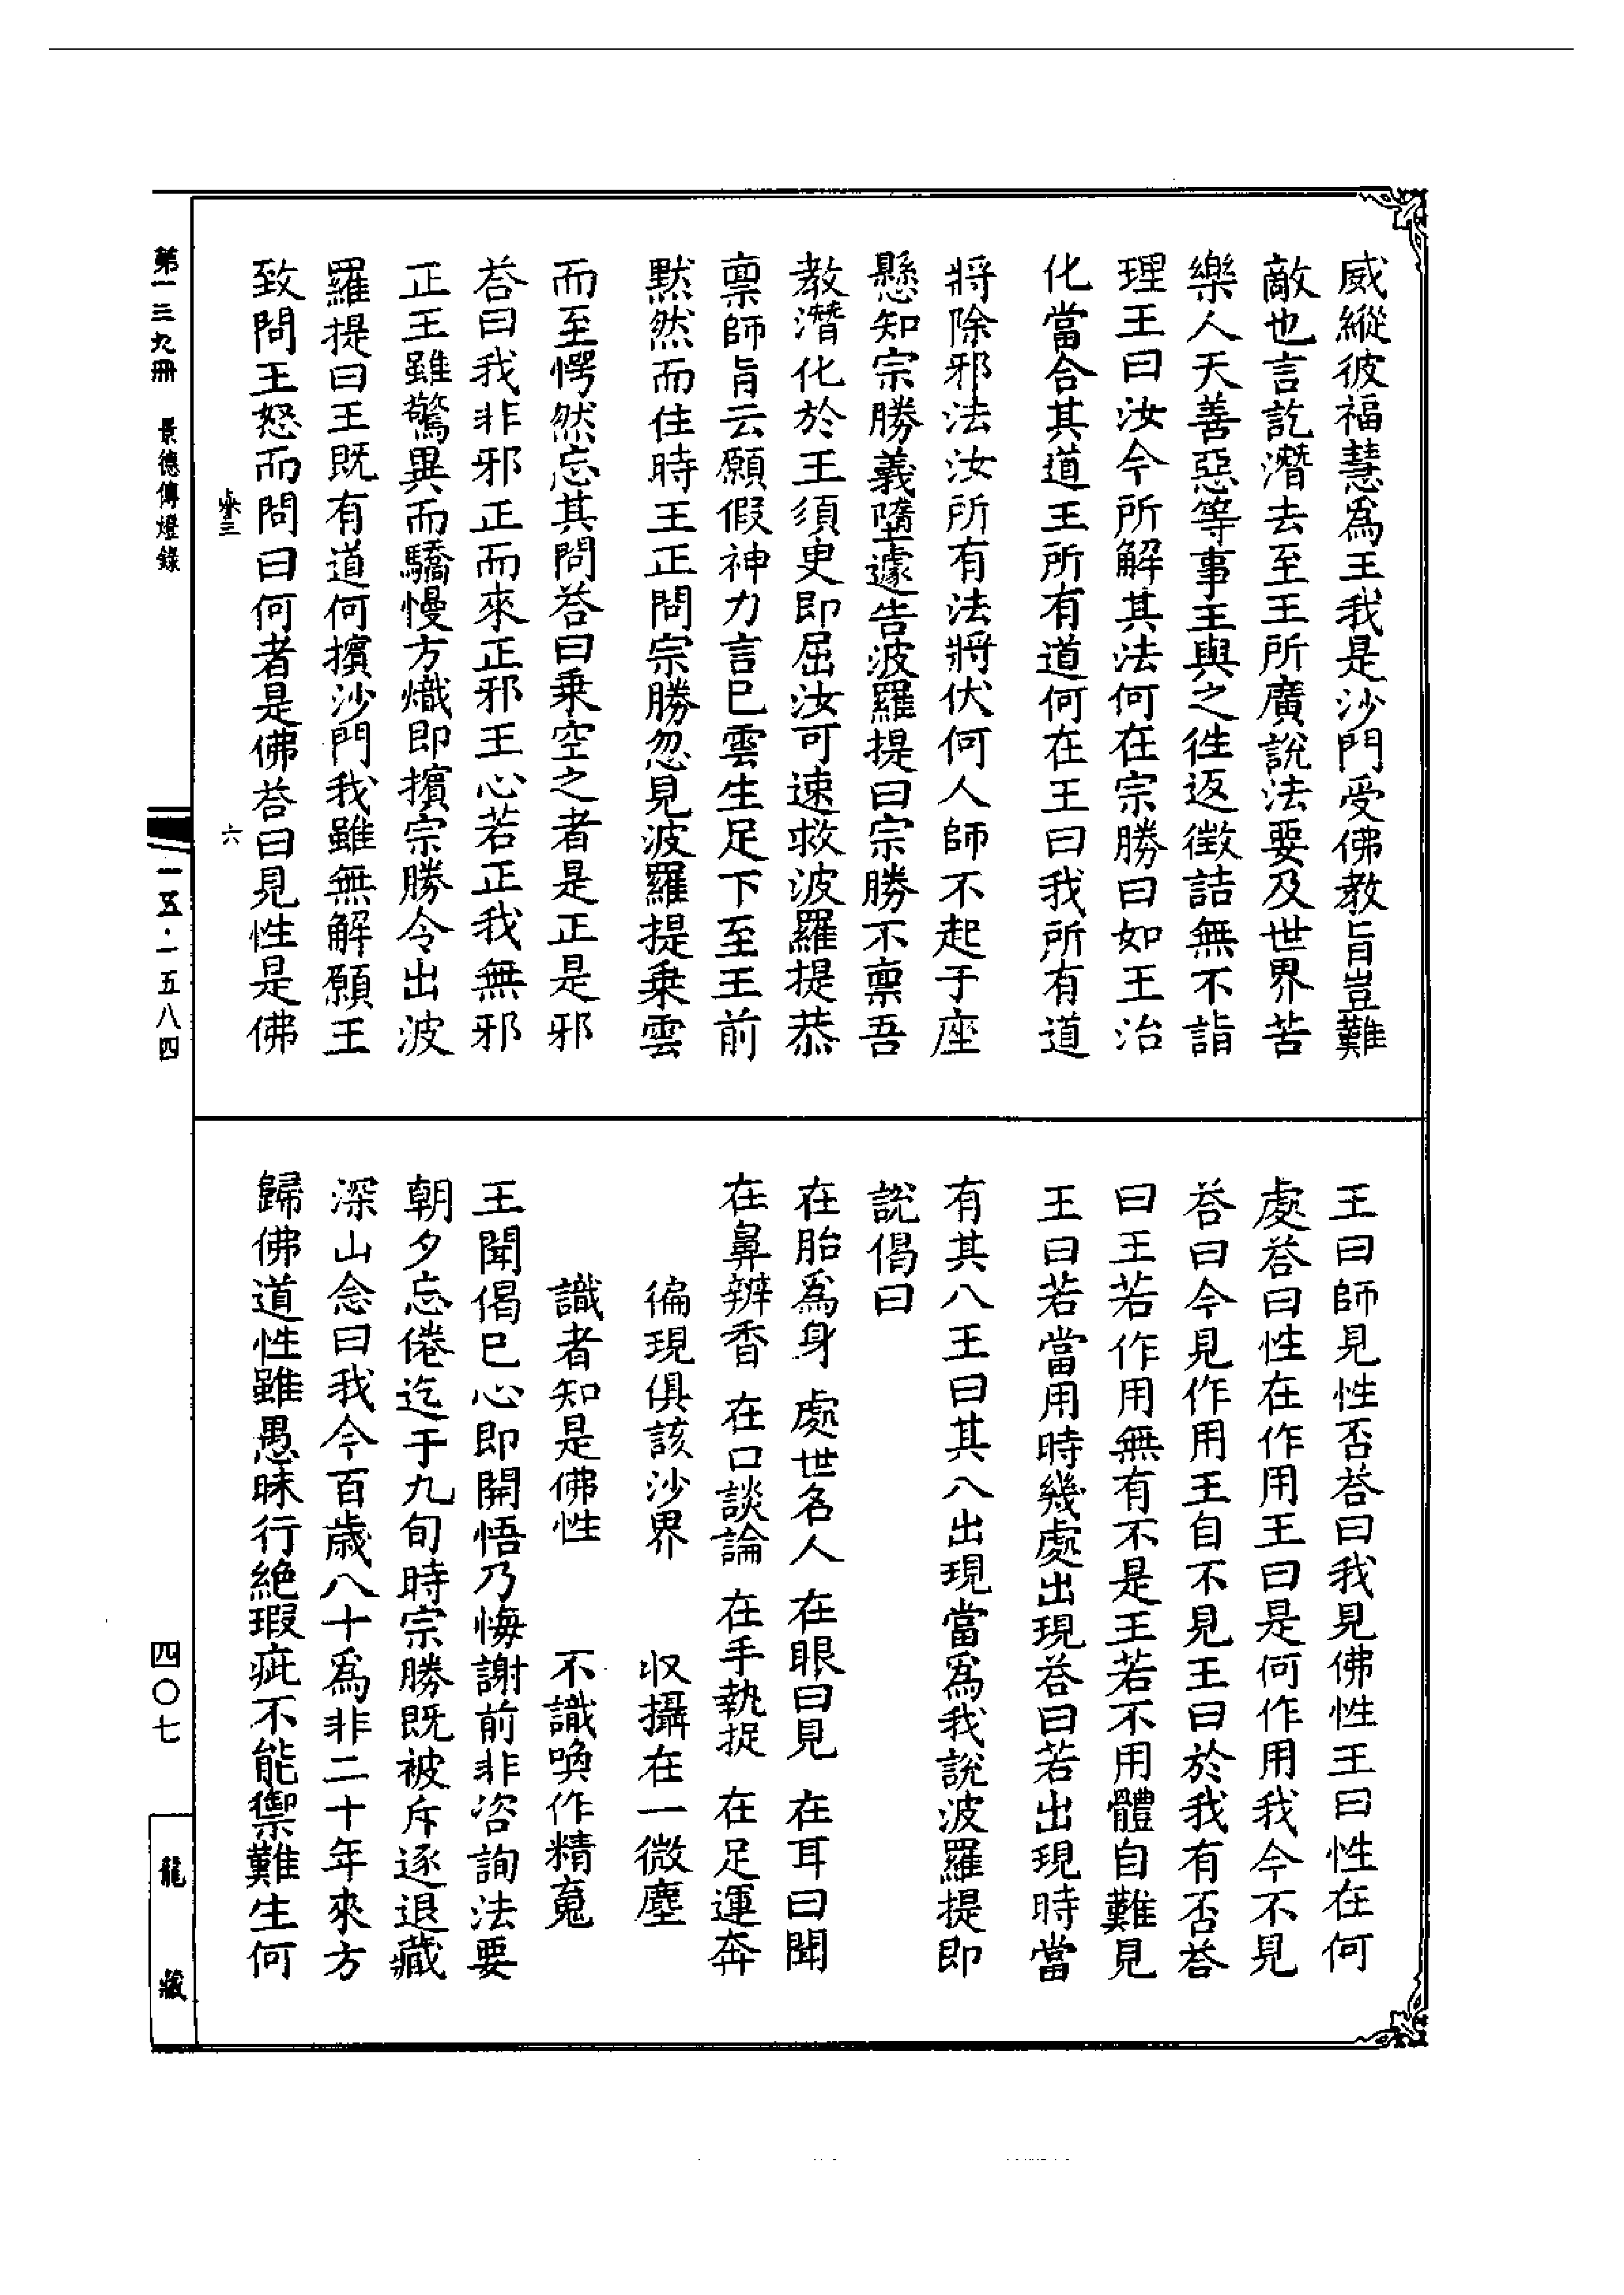 威縱彼福慧爲王我是沙門受佛教旨豈難
敵也言訖潛去至王所廣說法要及世界苦
樂人天善惡等事王與之徃返徵詰無不詣
理王曰汝今所解其法何在宗勝曰如王治
化當合其道王所有道何在王曰我所有道
將除邪法汝所有法將伏何人師不起于座
懸知宗勝義墮遽告波羅提曰宗勝不稟吾
教潛化於王須臾即屈汝可速救波羅提恭
稟師旨云願假神力言已雲生足下至王前
默然而住時王正問宗勝忽見波羅提乗雲
而至愕然忘其問荅曰乗空之者是正是邪
荅曰我非邪正而來正邪王心若正我無邪
正王雖驚異而驕慢方熾即擯宗勝令出波
羅提曰王既有道何擯沙門我雖無解願王
致問王怒而問曰何者是佛荅曰見性是佛
王曰師見性否荅曰我見佛性王曰性在何
處荅曰性在作用王曰是何作用我今不見
荅曰今見作用王自不見王曰於我有否荅
曰王若作用無有不是王若不用體自難見
王曰若當用時幾處出現荅曰若出現時當
有其八王曰其八出現當爲我說波羅提即
說偈曰
在胎爲身 處世名人 在眼曰見 在耳曰聞
在鼻辨香 在口談論 在手執捉 在足運奔
徧現俱該沙界 収攝在一微塵
識者知是佛性 不識喚作精䰟
王聞偈已心即開悟乃悔謝前非咨詢法要
朝夕忘倦迄于九旬時宗勝既被斥逐退藏
深山念曰我今百歲八十爲非二十年來方
歸佛道性雖愚昧行絶瑕疵不能禦難生何
第一三九冊 景德傳燈錄
六
一五·一五八四
四〇七
龍藏